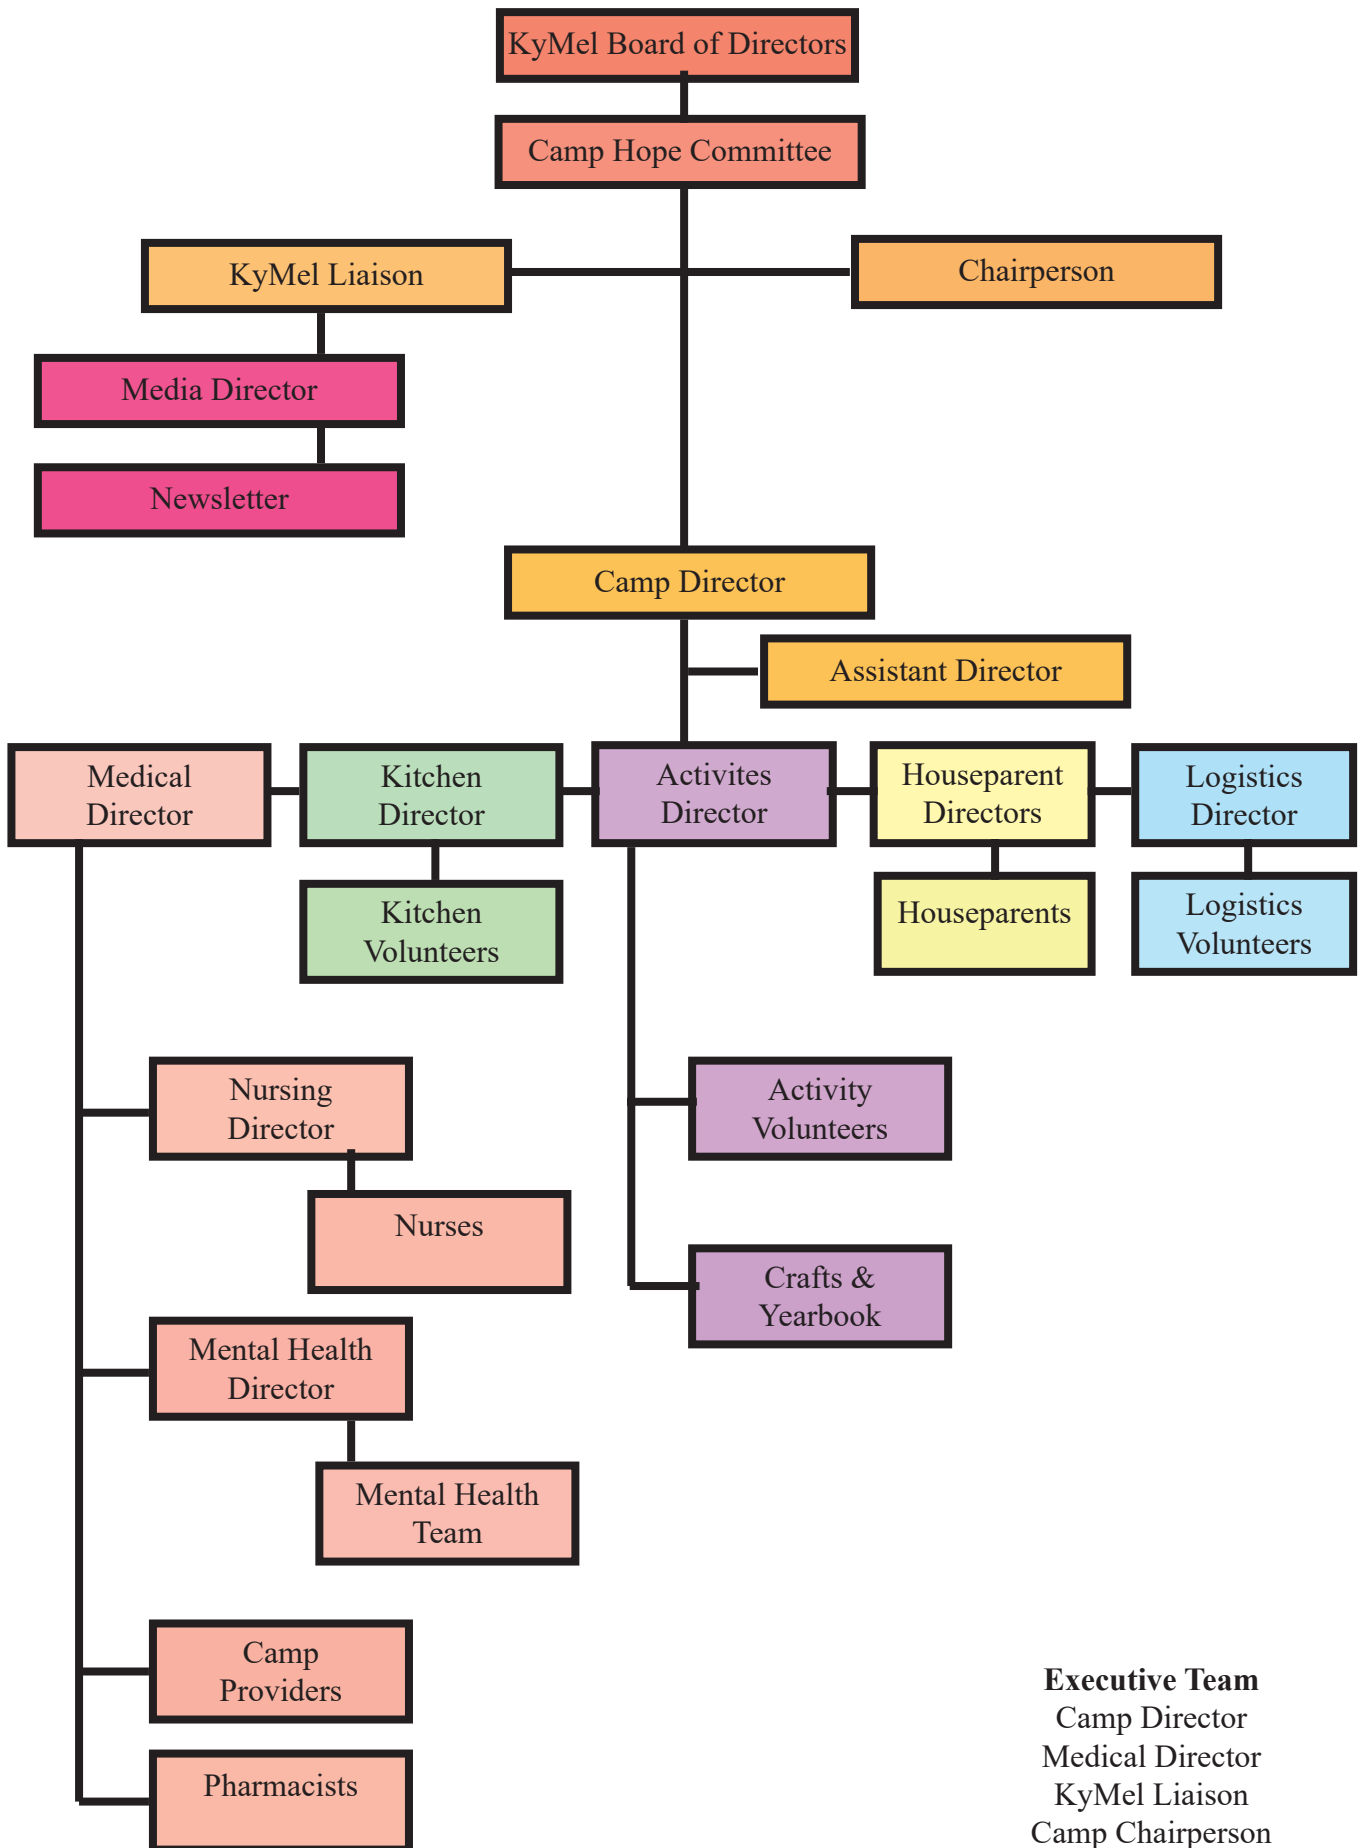 KyMel Board of Directors
Camp Hope Committee
KyMel Liaison
Chairperson
Media Director
Newsletter
Camp Director
Assistant Director
Medical
Director
Kitchen
Director
Activites
Director
Houseparent
Directors
Logistics
Director
Kitchen
Volunteers
Houseparents
Logistics
Volunteers
Nursing
Director
Activity
Volunteers
Nurses
Crafts &
Yearbook
Mental Health
Director
Mental Health
Team
Camp
Providers
Pharmacists
Executive Team
Camp Director
Medical Director
KyMel Liaison
Camp Chairperson